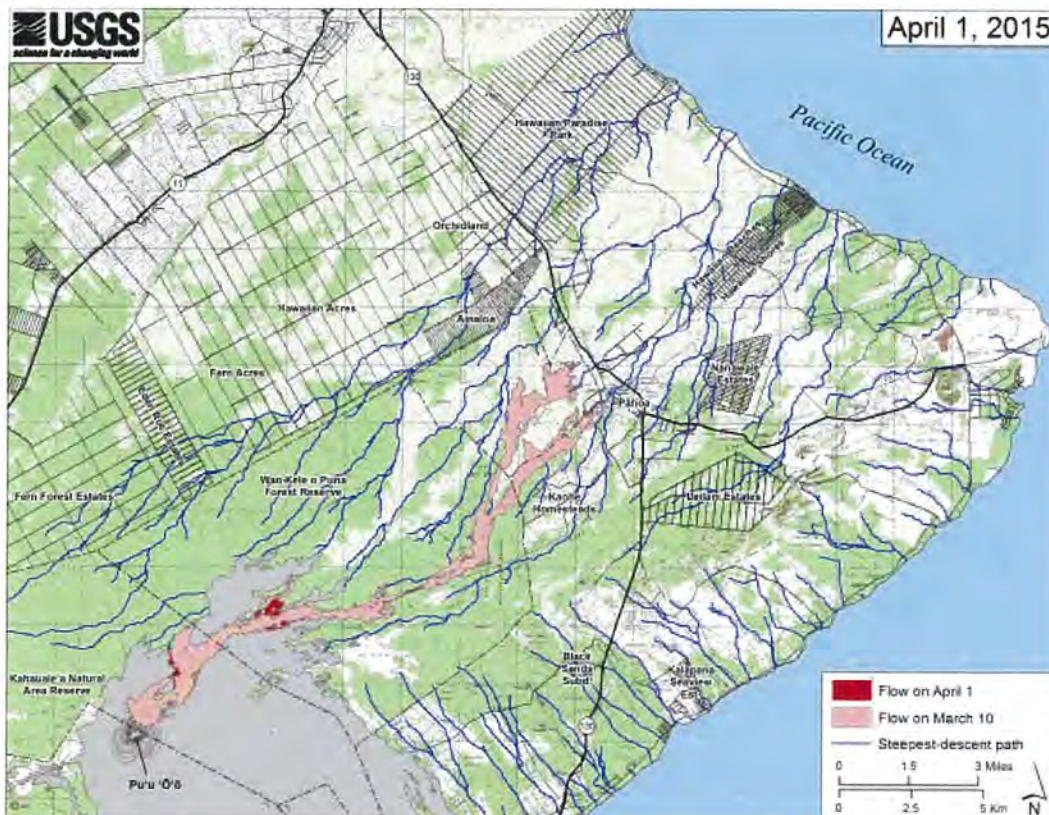 USGS
science for a changing world
April 1, 2015
Pacific Ocean
130
11
Hawaiian Paradise
Park
Orchidland
Hawaiian Acres
Ainaloa
Fern Acres
Nanawale
Estates
Pāhoa
Fern Forest Estates
Forest Reserve
Leilani Estates
Kaohe
Homesteads
Kahauale'a Natural
Area Reserve
Black
Sands
Subd
Kalapana
Seaview
Est
Pu'u 'Ō'ō
Flow on April 1
Flow on March 10
Steepest-descent path
0 1.5 3 Miles
0 2.5 5 Km
N